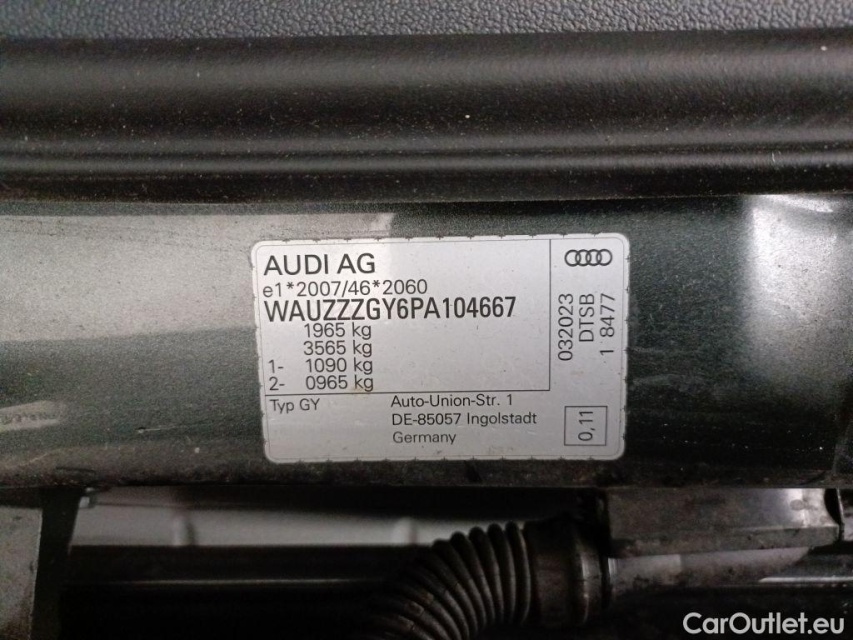 AUDI AG
e1*2007/46*2060
WAUZZZGY6PA104667
1965 kg
3565 kg
1- 1090 kg
2- 0965 kg
Typ GY
Auto-Union-Str. 1
DE-85057 Ingolstadt
Germany
032023
DTSB
1 8477
0,11
CarOutlet.eu